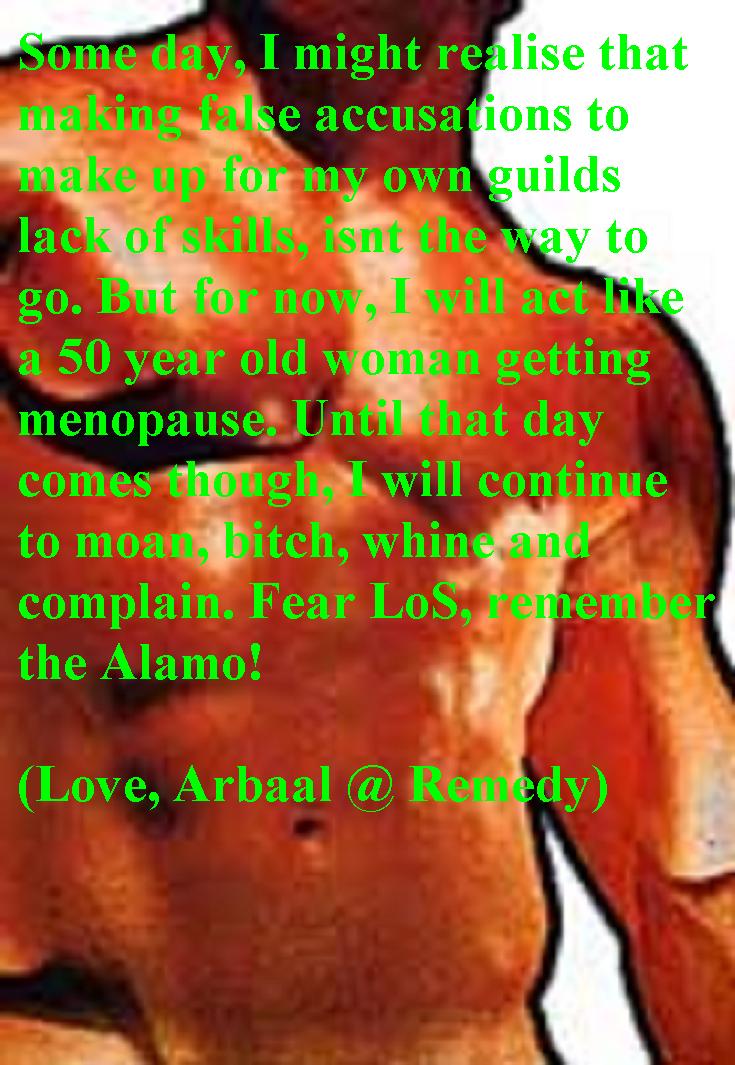 Some day, I might realise that
making false accusations to
make up for my own guilds
lack of skills, isnt the way to
go. But for now, I will act like
a 50 year old woman getting
menopause. Until that day
comes though, I will continue
to moan, bitch, whine and
complain. Fear LoS, remember
the Alamo!
(Love, Arbaal @ Remedy)